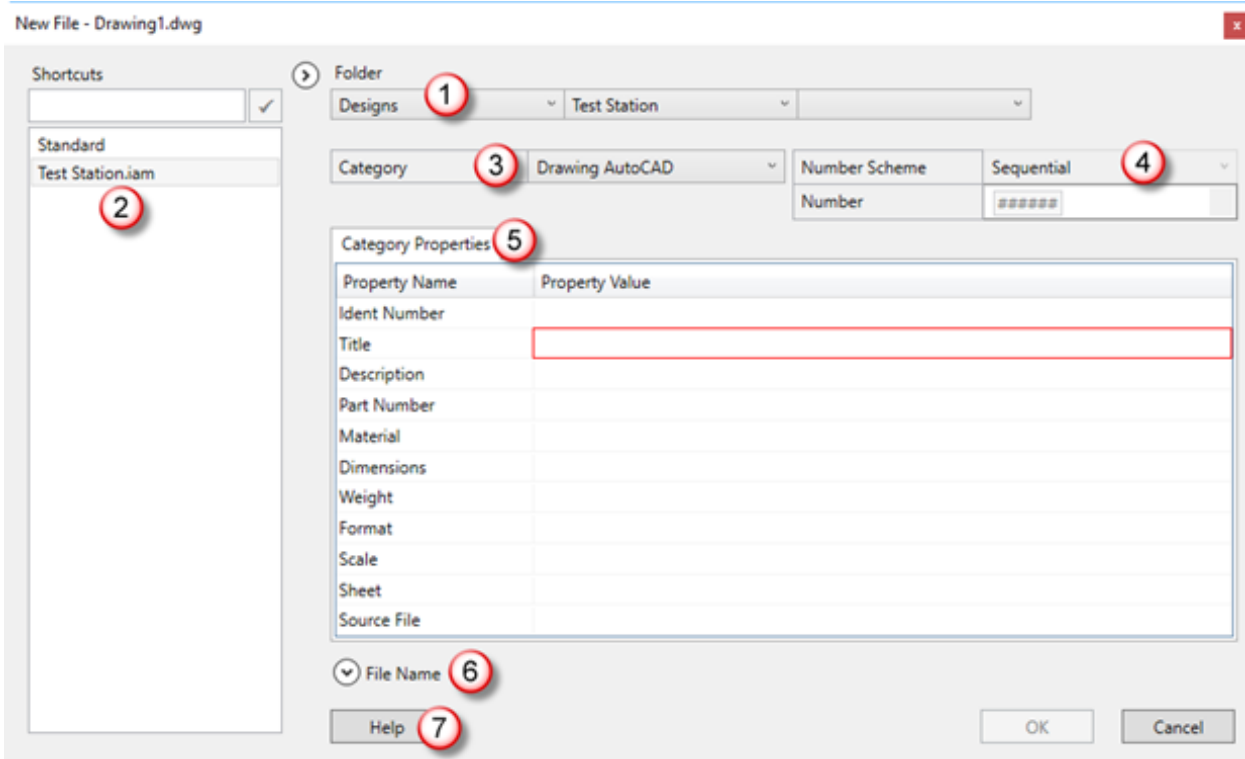 New File - Drawing1.dwg
x
Shortcuts
Folder
Designs
1
Test Station
Standard
Test Station.iam
2
Category
3
Drawing AutoCAD
Number Scheme
Sequential
4
Number
######
Category Properties
5
Property Name
Property Value
Ident Number
Title
Description
Part Number
Material
Dimensions
Weight
Format
Scale
Sheet
Source File
File Name
6
Help
7
OK
Cancel